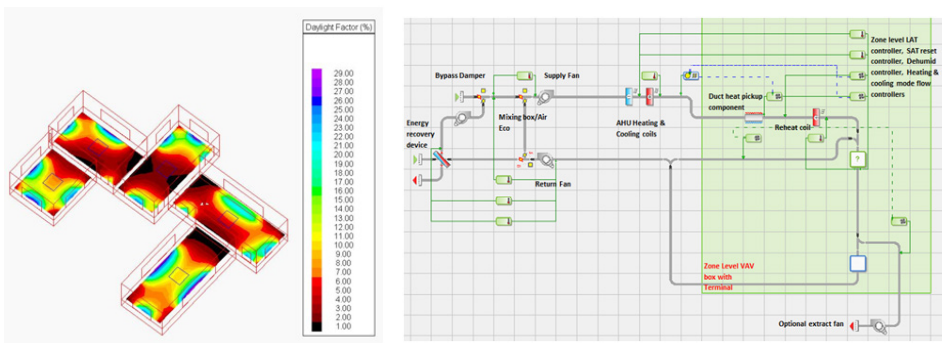 Daylight Factor (%)
29.00
28.00
27.00
26.00
25.00
24.00
23.00
22.00
21.00
20.00
19.00
18.00
17.00
16.00
15.00
14.00
13.00
12.00
11.00
10.00
9.00
8.00
7.00
6.00
5.00
4.00
3.00
2.00
1.00
Bypass Damper
Supply Fan
Energy
recovery
device
Mixing box/Air
Eco
Return Fan
AHU Heating &
Cooling coils
Duct heat pickup
component
Reheat coil
Zone level LAT
controller, SAT reset
controller, Dehumid
controller, Heating &
cooling mode flow
controllers
?
Zone Level VAV
box with
Terminal
Optional extract fan